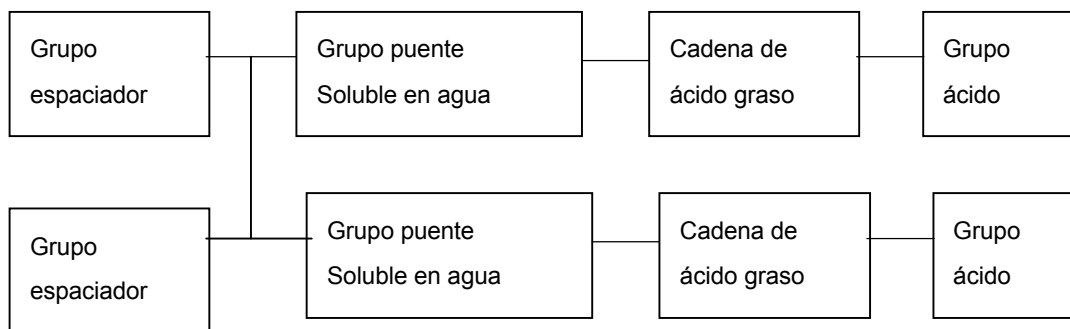 Grupo
espaciador
Grupo puente
Soluble en agua
Cadena de
ácido graso
Grupo
ácido
Grupo
espaciador
Grupo puente
Soluble en agua
Cadena de
ácido graso
Grupo
ácido